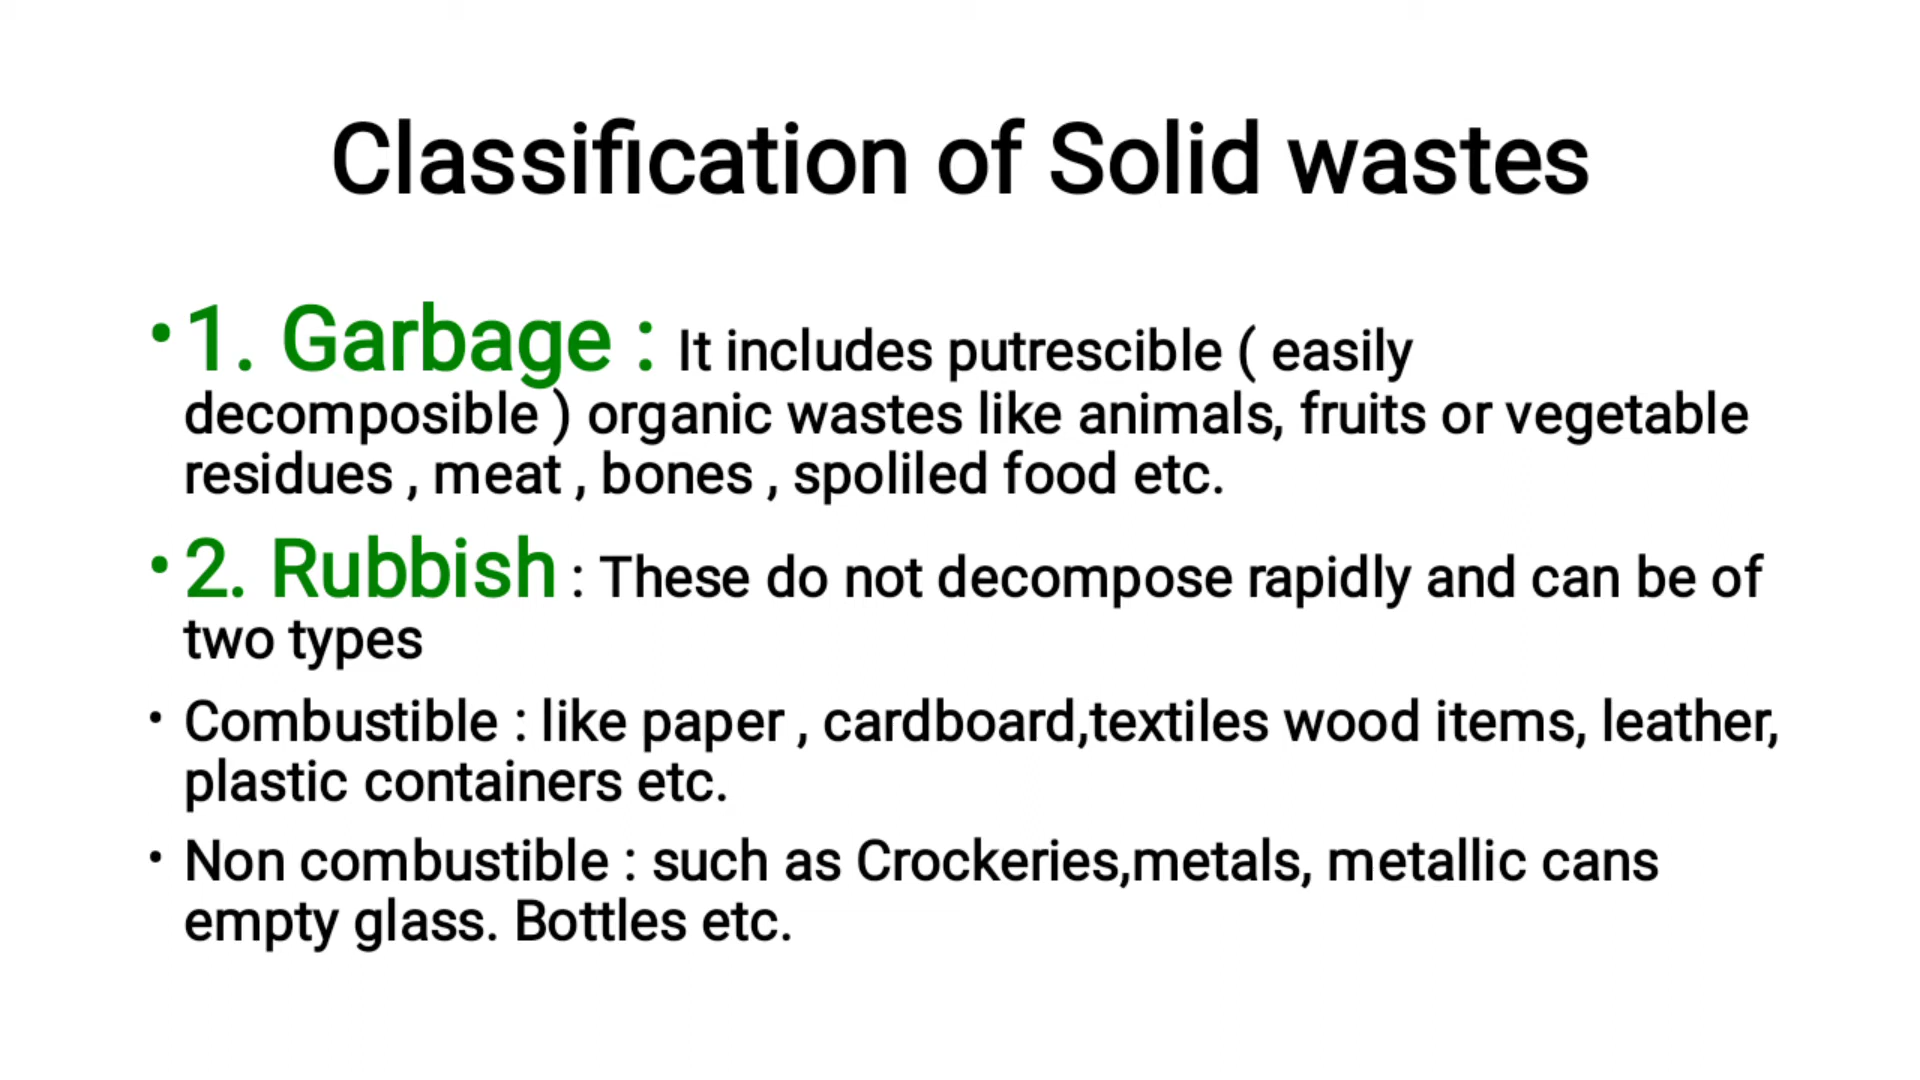 Classification of Solid wastes
• 1. Garbage : It includes putrescible ( easily
decomposible ) organic wastes like animals, fruits or vegetable
residues , meat , bones , spoliled food etc.
• 2. Rubbish : These do not decompose rapidly and can be of
two types
• Combustible : like paper , cardboard,textiles wood items, leather,
plastic containers etc.
• Non combustible : such as Crockeries,metals, metallic cans
empty glass. Bottles etc.